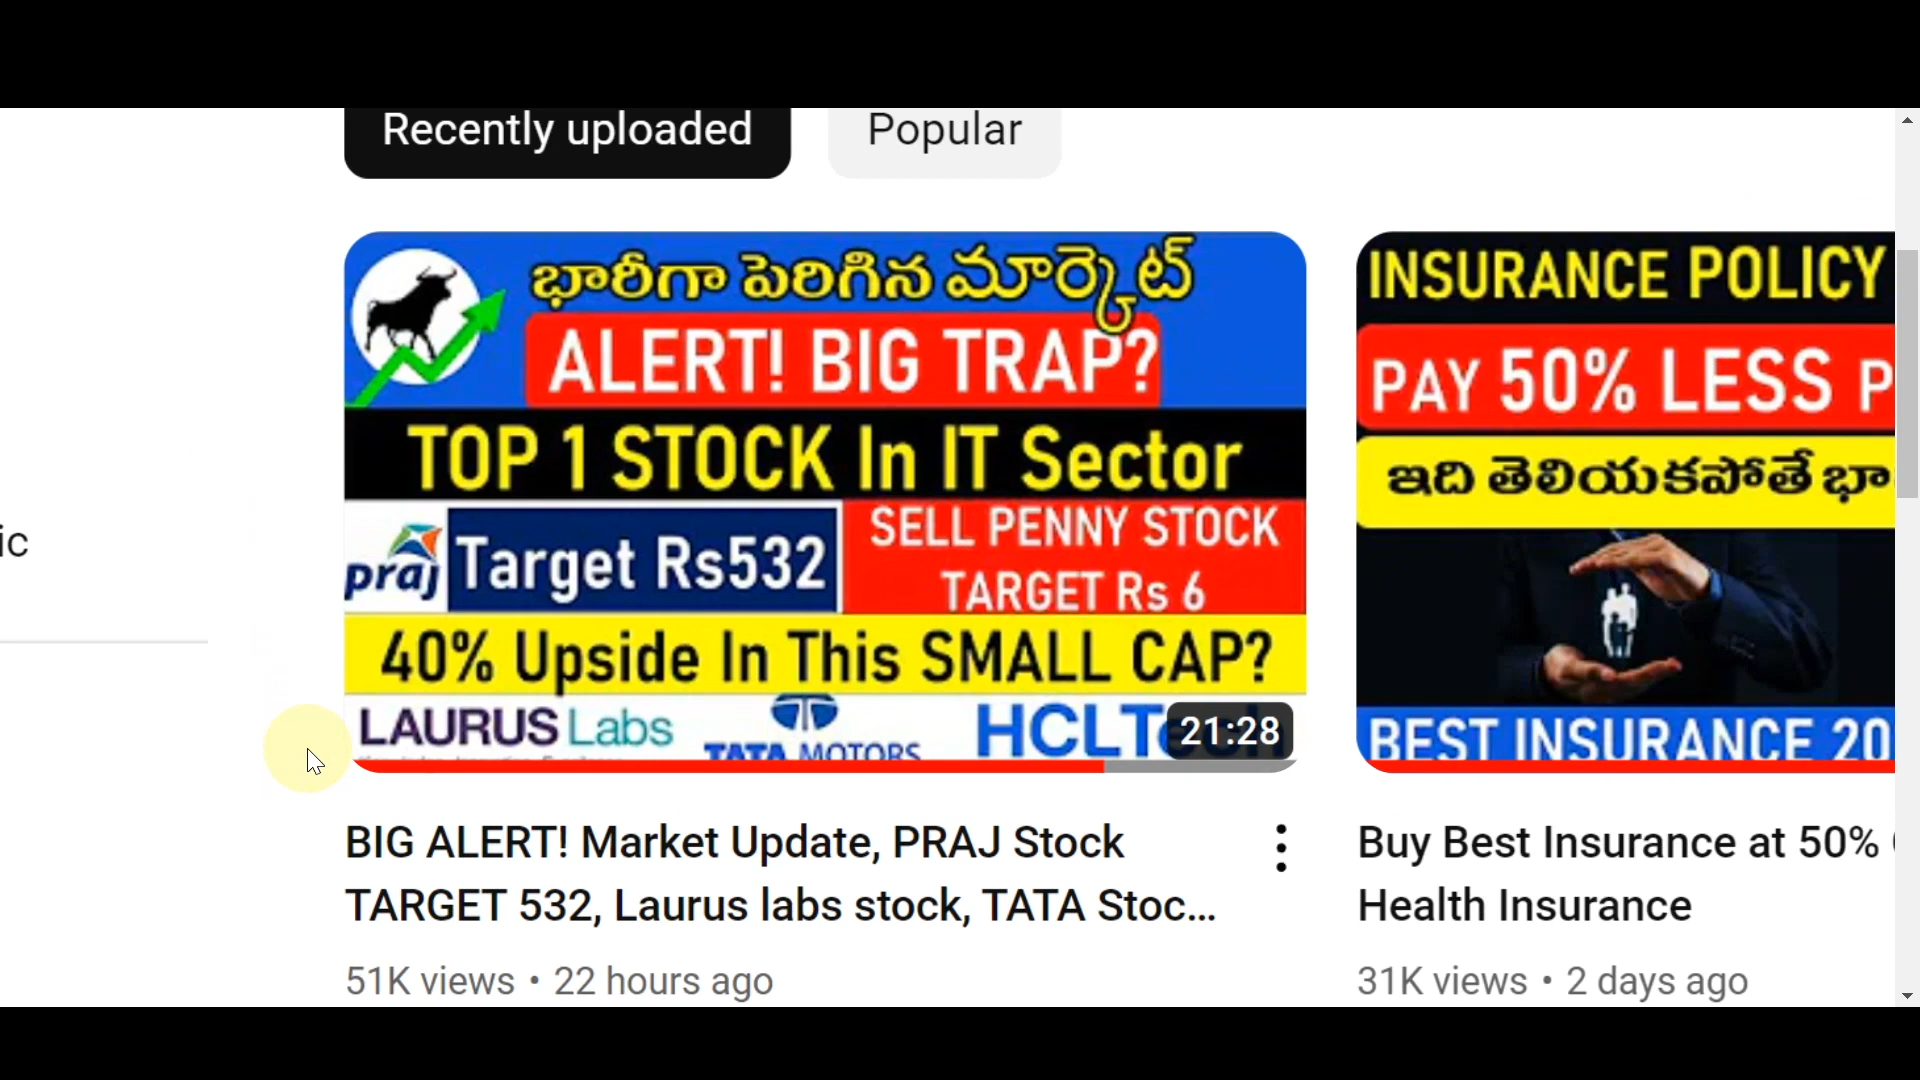 Recently uploaded
Popular
భారీగా పెరిగిన మార్కెట్
ALERT! BIG TRAP?
TOP 1 STOCK In IT Sector
praj
Target Rs532
SELL PENNY STOCK
TARGET Rs 6
40% Upside In This SMALL CAP?
LAURUS Labs
TATA MOTORS
HCLTech
21:28
BIG ALERT! Market Update, PRAJ Stock
TARGET 532, Laurus labs stock, TATA Stoc...
51K views • 22 hours ago
INSURANCE POLICY
PAY 50% LESS P
ఇది తెలియకపోతే భా
BEST INSURANCE 20
Buy Best Insurance at 50%
Health Insurance
31K views • 2 days ago
ic